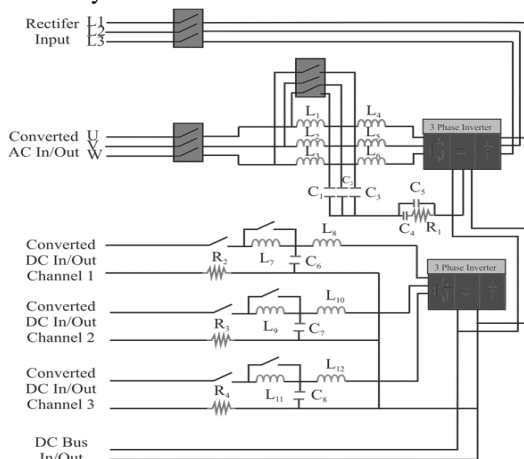 Rectifer L1
L2
Input L3
3 Phase Inverter
L1 L4
Converted U
V L2 L5
AC In/Out W
L3 L6
C1 C2 C3
C5
C4 R1
Converted
DC In/Out
Channel 1
R2 L7 C6 L8
3 Phase Inverter
Converted
DC In/Out
Channel 2
R3 L9 C7 L10
Converted
DC In/Out
Channel 3
R4 L11 C8 L12
DC Bus
In/Out